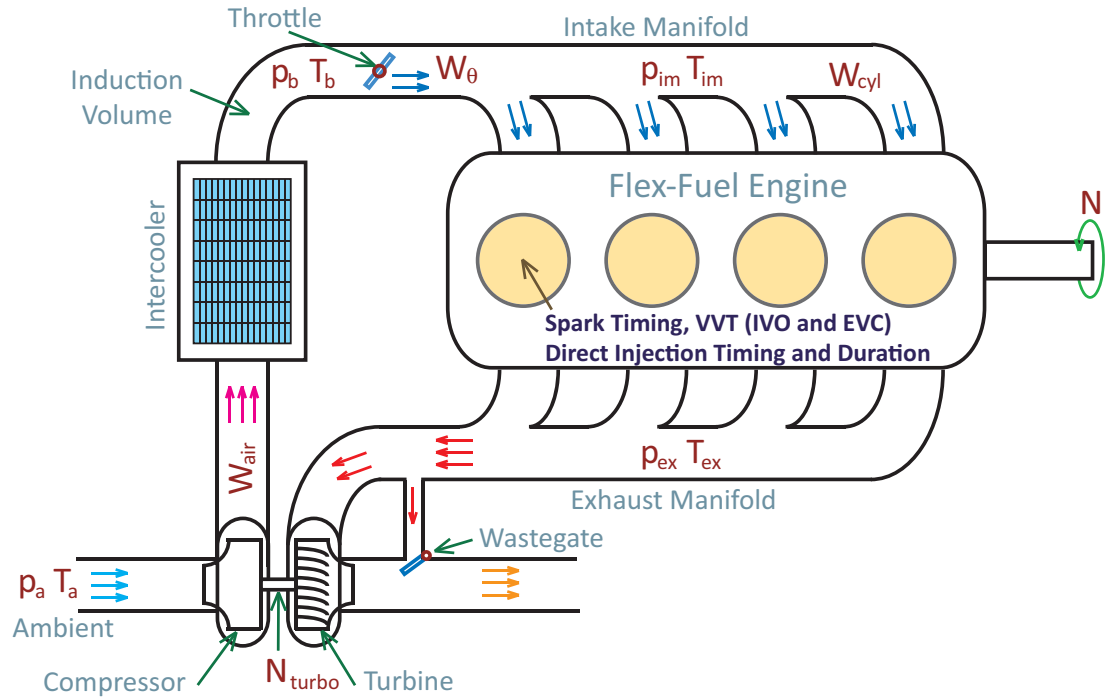 Throttle
Intake Manifold
Induction
Volume
p_b T_b
W_θ
p_im T_im
W_cyl
Flex-Fuel Engine
N
Intercooler
Spark Timing, VVT (IVO and EVC)
Direct Injection Timing and Duration
W_air
p_ex T_ex
Exhaust Manifold
Wastegate
p_a T_a
Ambient
Compressor
N_turbo
Turbine